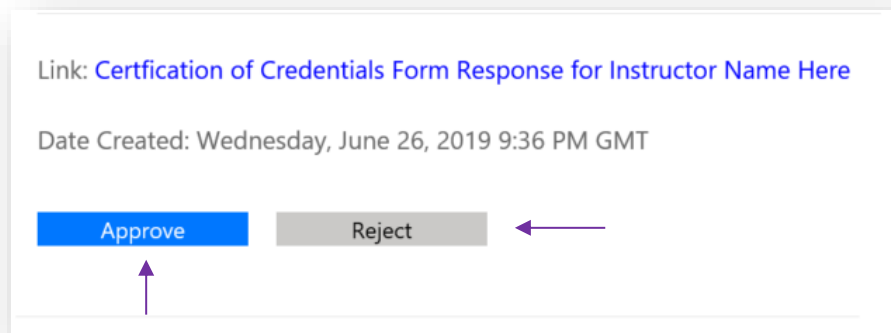 Link: Certfication of Credentials Form Response for Instructor Name Here
Date Created: Wednesday, June 26, 2019 9:36 PM GMT
Approve Reject